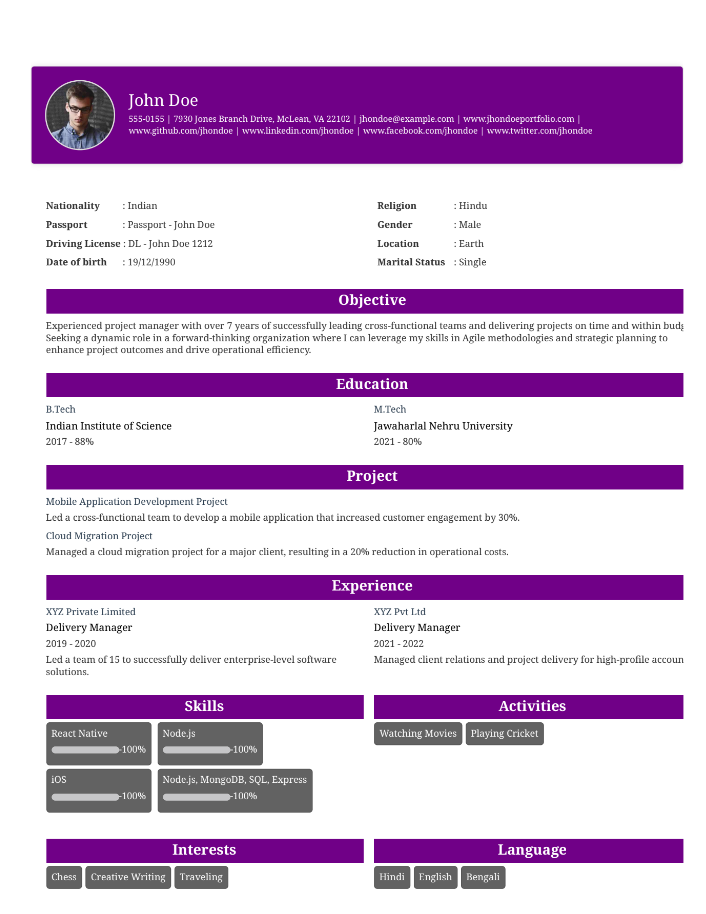 John Doe
555-0155 | 7930 Jones Branch Drive, McLean, VA 22102 | jhondoe@example.com | www.jhondoeportfolio.com |
www.github.com/jhondoe | www.linkedin.com/jhondoe | www.facebook.com/jhondoe | www.twitter.com/jhondoe
Nationality : Indian
Passport : Passport - John Doe
Driving License : DL - John Doe 1212
Date of birth : 19/12/1990
Religion : Hindu
Gender : Male
Location : Earth
Marital Status : Single
Objective
Experienced project manager with over 7 years of successfully leading cross-functional teams and delivering projects on time and within
Seeking a dynamic role in a forward-thinking organization where I can leverage my skills in Agile methodologies and strategic planning to
enhance project outcomes and drive operational efficiency.
Education
B.Tech
Indian Institute of Science
2017 - 88%
M.Tech
Jawaharlal Nehru University
2021 - 80%
Project
Mobile Application Development Project
Led a cross-functional team to develop a mobile application that increased customer engagement by 30%.
Cloud Migration Project
Managed a cloud migration project for a major client, resulting in a 20% reduction in operational costs.
Experience
XYZ Private Limited
Delivery Manager
2019 - 2020
Led a team of 15 to successfully deliver enterprise-level software
solutions.
XYZ Pvt Ltd
Delivery Manager
2021 - 2022
Managed client relations and project delivery for high-profile accoun
Skills
React Native
-100%
Node.js
-100%
iOS
-100%
Node.js, MongoDB, SQL, Express
-100%
Activities
Watching Movies
Playing Cricket
Interests
Chess
Creative Writing
Traveling
Language
Hindi
English
Bengali